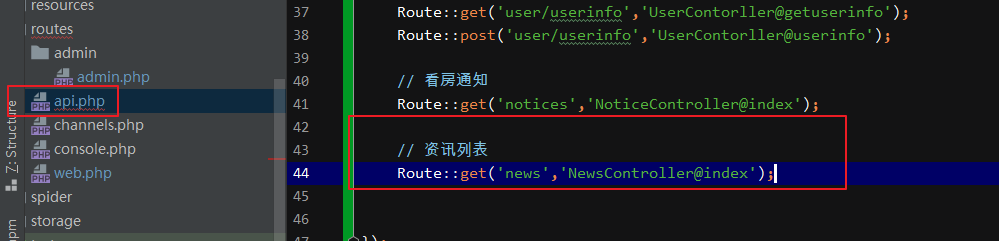 resources
routes
admin
admin.php
api.php
channels.php
console.php
web.php
spider
storage
Z: Structure
37 Route::get('user/userinfo','UserContorller@getuserinfo');
38 Route::post('user/userinfo','UserContorller@userinfo');
39
40 // 看房通知
41 Route::get('notices','NoticeController@index');
42
43 // 资讯列表
44 Route::get('news','NewsController@index');
45
46
47 });